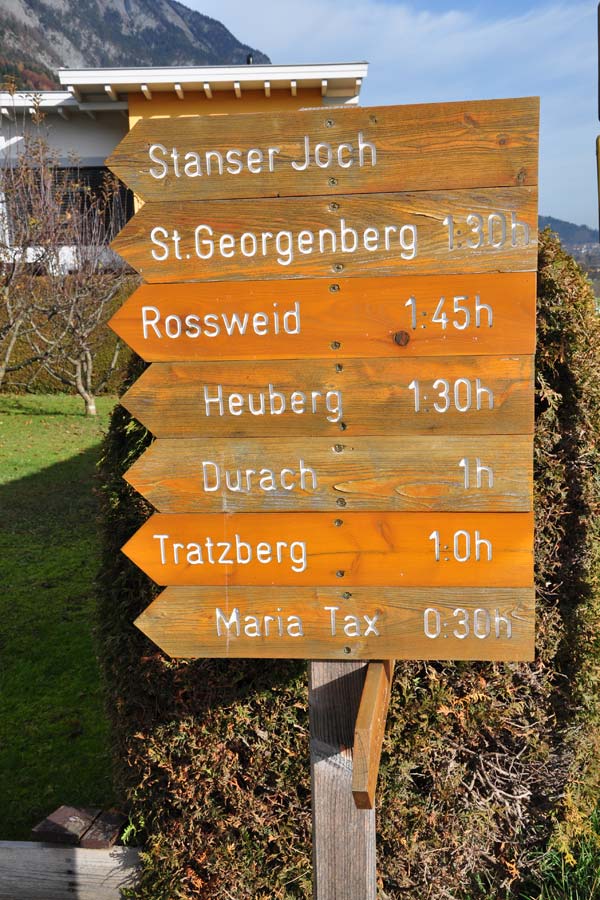 Stanser Joch
St.Georgenberg 1:30h
Rossweid 1:45h
Heuberg 1:30h
Durach 1h
Tratzberg 1:0h
Maria Tax 0:30h